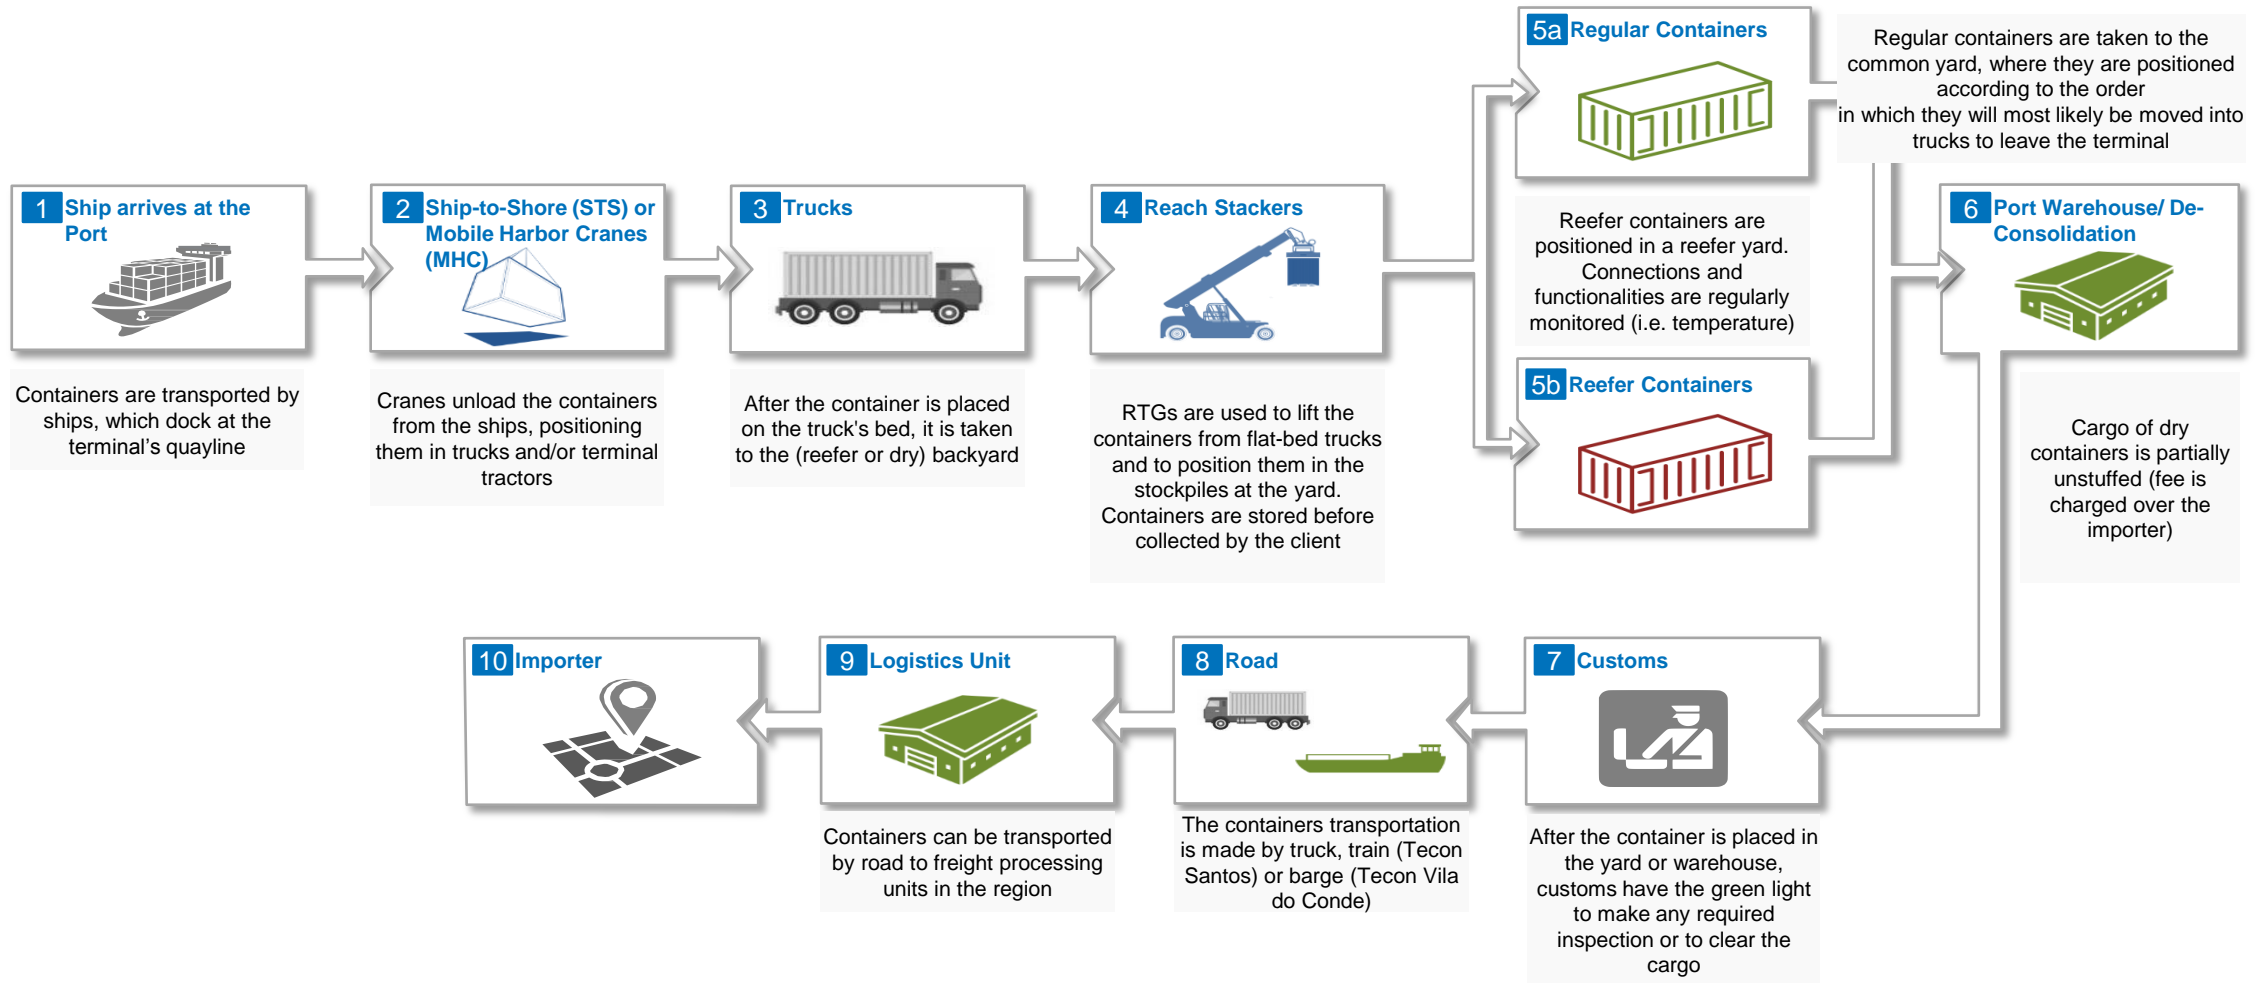 1 Ship arrives at the
Port
Containers are transported by
ships, which dock at the
terminal's quayline
2 Ship-to-Shore (STS) or
Mobile Harbor Cranes
(MHC)
Cranes unload the containers
from the ships, positioning
them in trucks and/or terminal
tractors
3 Trucks
After the container is placed
on the truck's bed, it is taken
to the (reefer or dry) backyard
4 Reach Stackers
RTGs are used to lift the
containers from flat-bed trucks
and to position them in the
stockpiles at the yard.
Containers are stored before
collected by the client
5a Regular Containers
Regular containers are taken to the
common yard, where they are positioned
according to the order
in which they will most likely be moved into
trucks to leave the terminal
Reefer containers are
positioned in a reefer yard.
Connections and
functionalities are regularly
monitored (i.e. temperature)
5b Reefer Containers
6 Port Warehouse/ De-
Consolidation
Cargo of dry
containers is partially
unstuffed (fee is
charged over the
importer)
7 Customs
After the container is placed in
the yard or warehouse,
customs have the green light
to make any required
inspection or to clear the
cargo
8 Road
The containers transportation
is made by truck, train (Tecon
Santos) or barge (Tecon Vila
do Conde)
9 Logistics Unit
Containers can be transported
by road to freight processing
units in the region
10 Importer